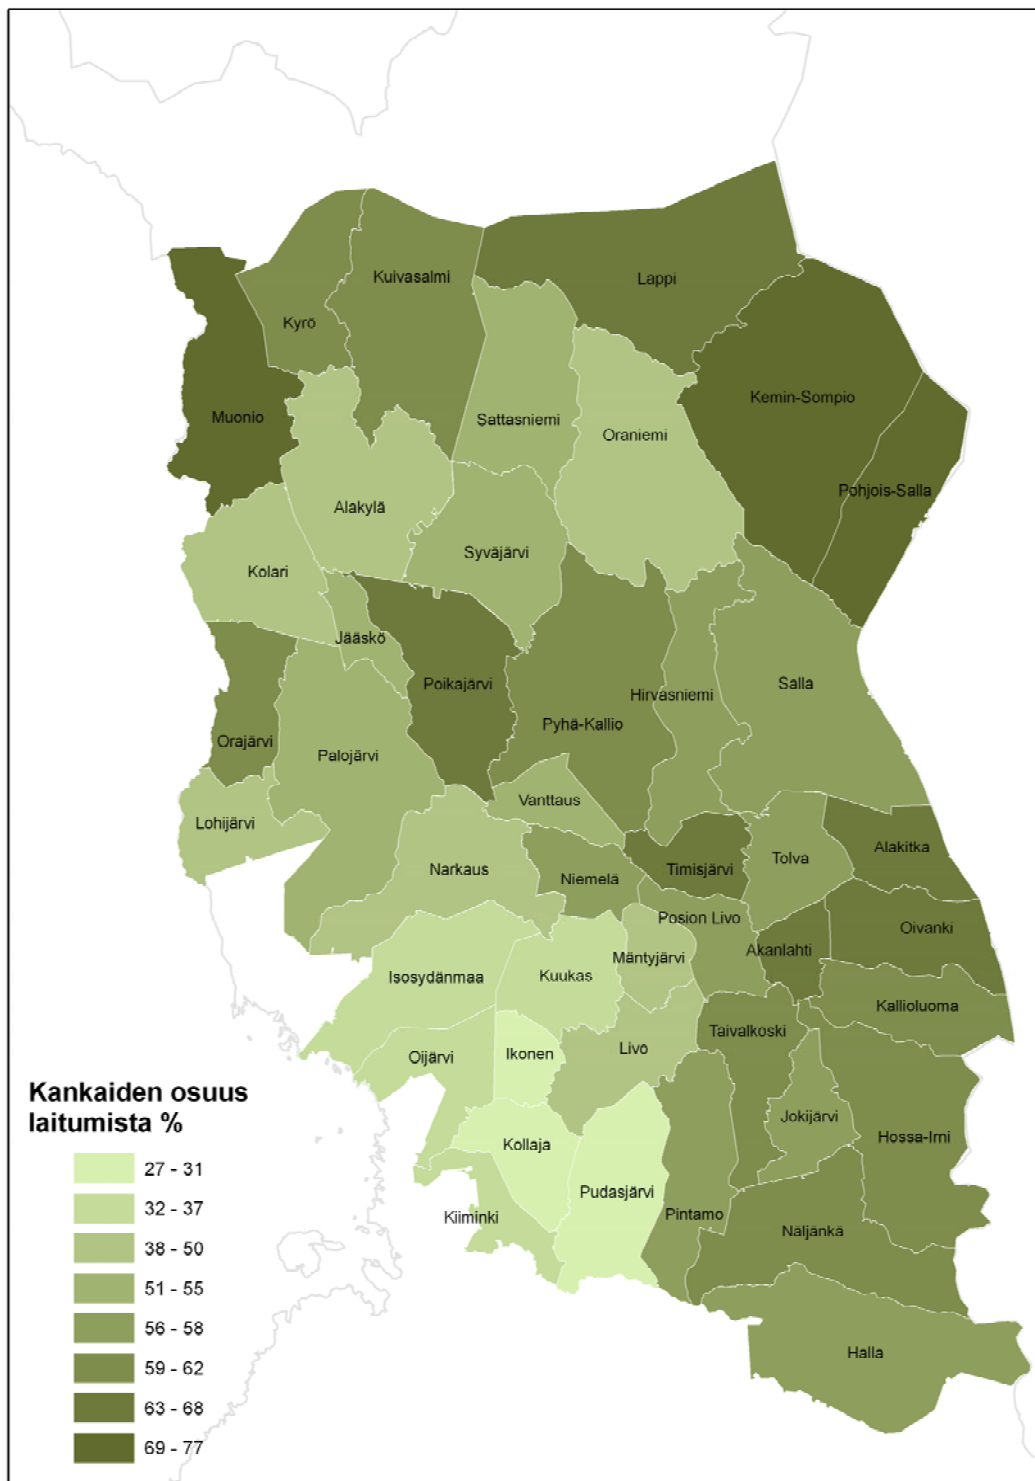 Lappi
Kuivasalmi
Kyrö
Kemin-Sompio
Muonio
Sattasniemi
Oraniemi
Pohjois-Salla
Alakylä
Syväjärvi
Kolari
Jääskö
Poikajärvi
Salla
Hirvasniemi
Pyhä-Kallio
Orajärvi
Palojärvi
Vanttaus
Lohijärvi
Alakitka
Tolva
Narkaus
Timisjärvi
Niemelä
Posion Livo
Oivanki
Akanlahti
Mäntyjärvi
Isosydänmaa
Kuukas
Kallioluoma
Taivalkoski
Livo
Oijärvi
Ikonen
Jokijärvi
Hossa-Irni
Kollaja
Pudasjärvi
Kiiminki
Pintamo
Näljänkä
Halla
Kankaiden osuus
laitumista %
27 - 31
32 - 37
38 - 50
51 - 55
56 - 58
59 - 62
63 - 68
69 - 77